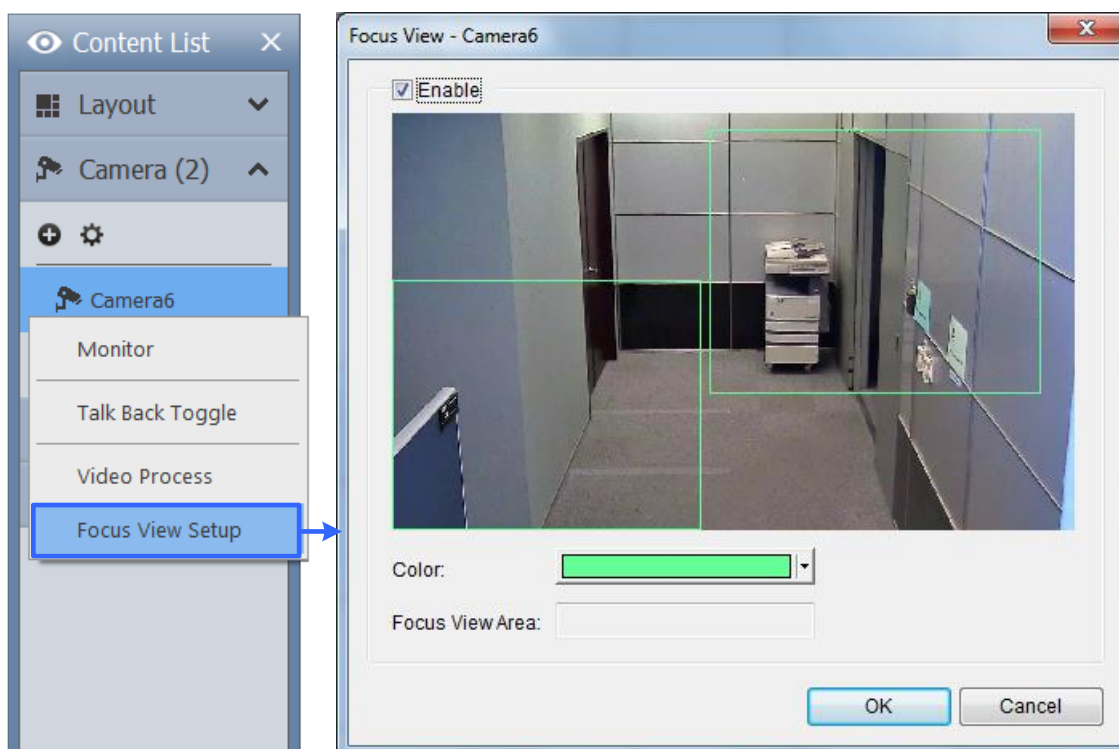 Content List
Layout
Camera (2)
Camera6
Monitor
Talk Back Toggle
Video Process
Focus View Setup
Focus View - Camera6
Enable
Color:
Focus View Area:
OK
Cancel